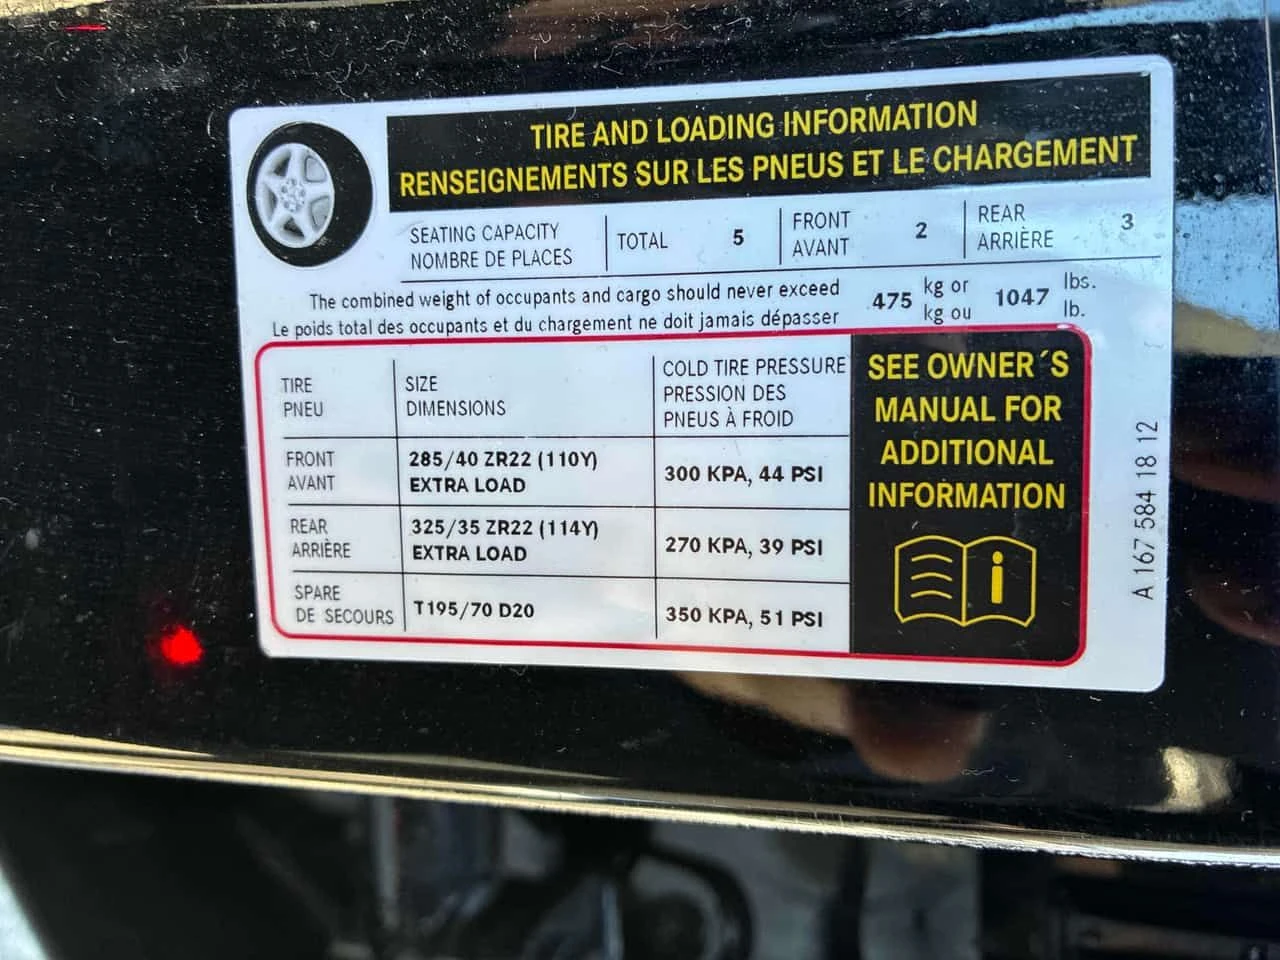 TIRE AND LOADING INFORMATION
RENSEIGNEMENTS SUR LES PNEUS ET LE CHARGEMENT
SEATING CAPACITY
NOMBRE DE PLACES
TOTAL 5
FRONT
AVANT
2
REAR
ARRIÈRE
3
The combined weight of occupants and cargo should never exceed
Le poids total des occupants et du chargement ne doit jamais dépasser
475
kg or
kg ou
1047
lbs.
lb.
TIRE
PNEU
SIZE
DIMENSIONS
COLD TIRE PRESSURE
PRESSION DES
PNEUS À FROID
FRONT
AVANT
285/40 ZR22 (110Y)
EXTRA LOAD
300 KPA, 44 PSI
REAR
ARRIÈRE
325/35 ZR22 (114Y)
EXTRA LOAD
270 KPA, 39 PSI
SPARE
DE SECOURS
T195/70 D20
350 KPA, 51 PSI
SEE OWNER´S
MANUAL FOR
ADDITIONAL
INFORMATION
A 167 584 18 12